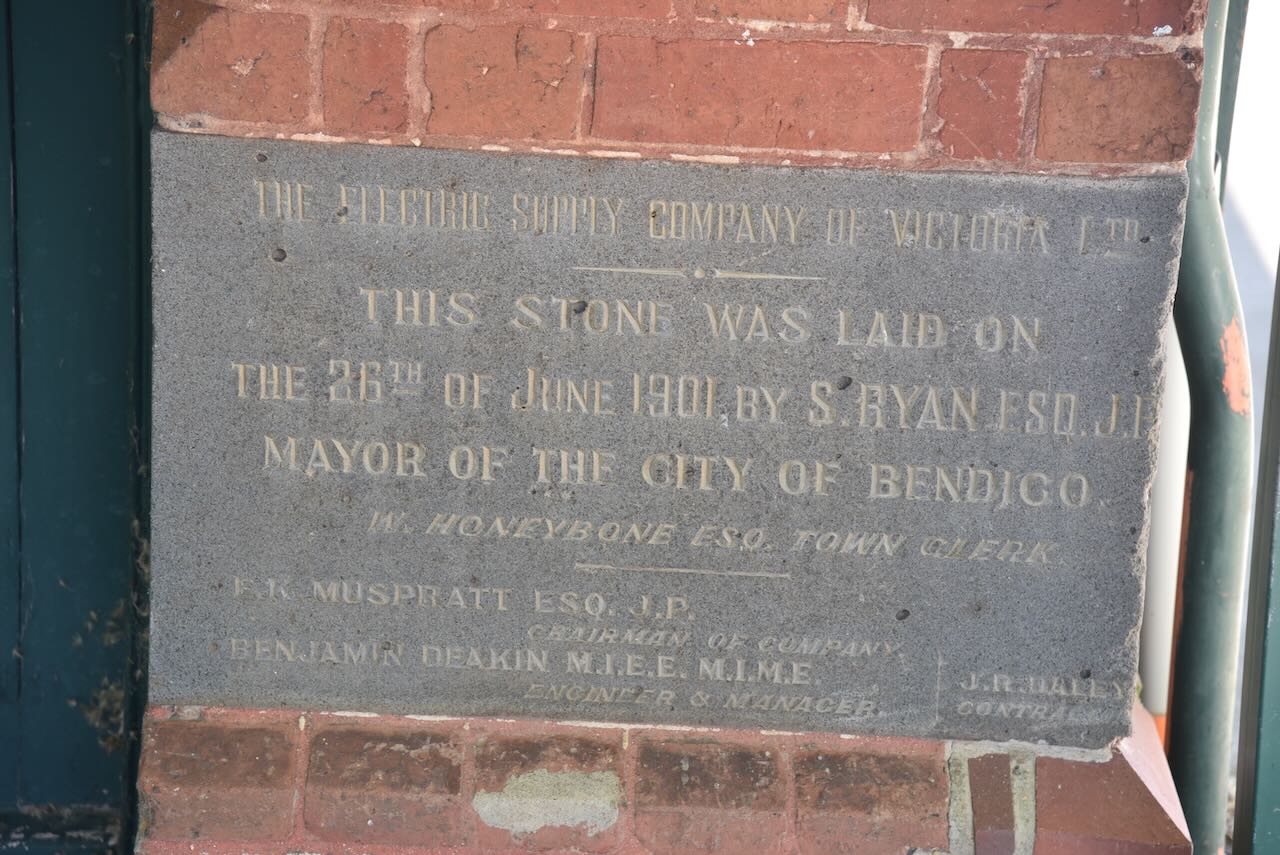 THE ELECTRIC SUPPLY COMPANY OF VICTORIA LTD.
THIS STONE WAS LAID ON
THE 26TH OF JUNE 1901 BY S. RYAN ESQ. J.P.
MAYOR OF THE CITY OF BENDIGO.
W. HONEYBONE ESQ. TOWN CLERK.
E.K. MUSPRATT ESQ. J.P.
CHAIRMAN OF COMPANY.
BENJAMIN DEAKIN M.I.E.E. M.I.M.E.
ENGINEER & MANAGER.
J.R. HALEY